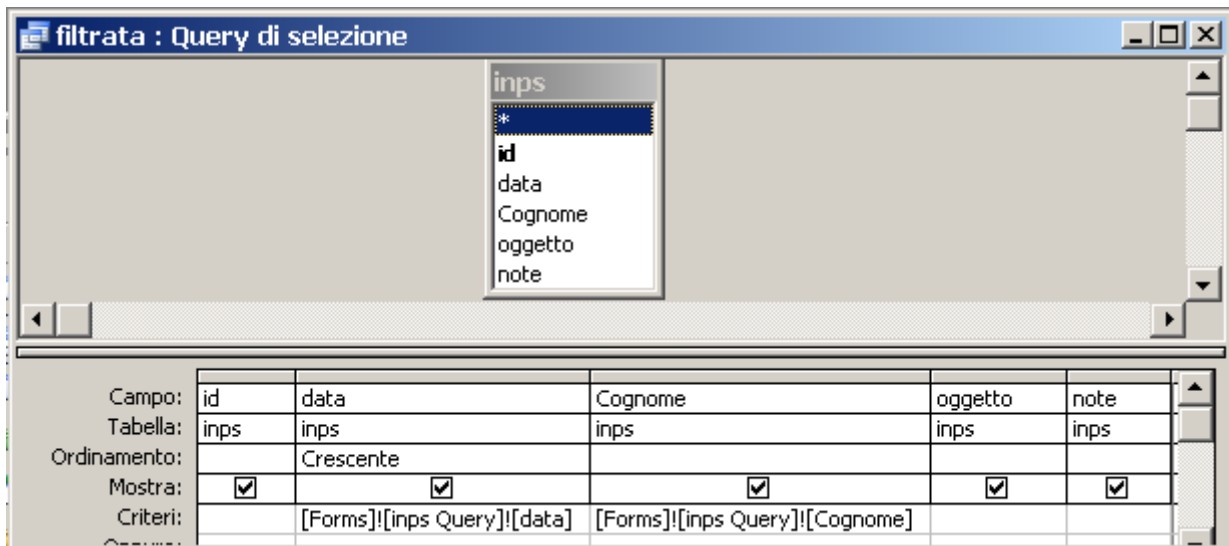 filtrata : Query di selezione
inps
*
id
data
Cognome
oggetto
note
Campo: id data Cognome oggetto note
Tabella: inps inps inps inps inps
Ordinamento: Crescente
Mostra:
Criteri: [Forms]![inps Query]![data] [Forms]![inps Query]![Cognome]